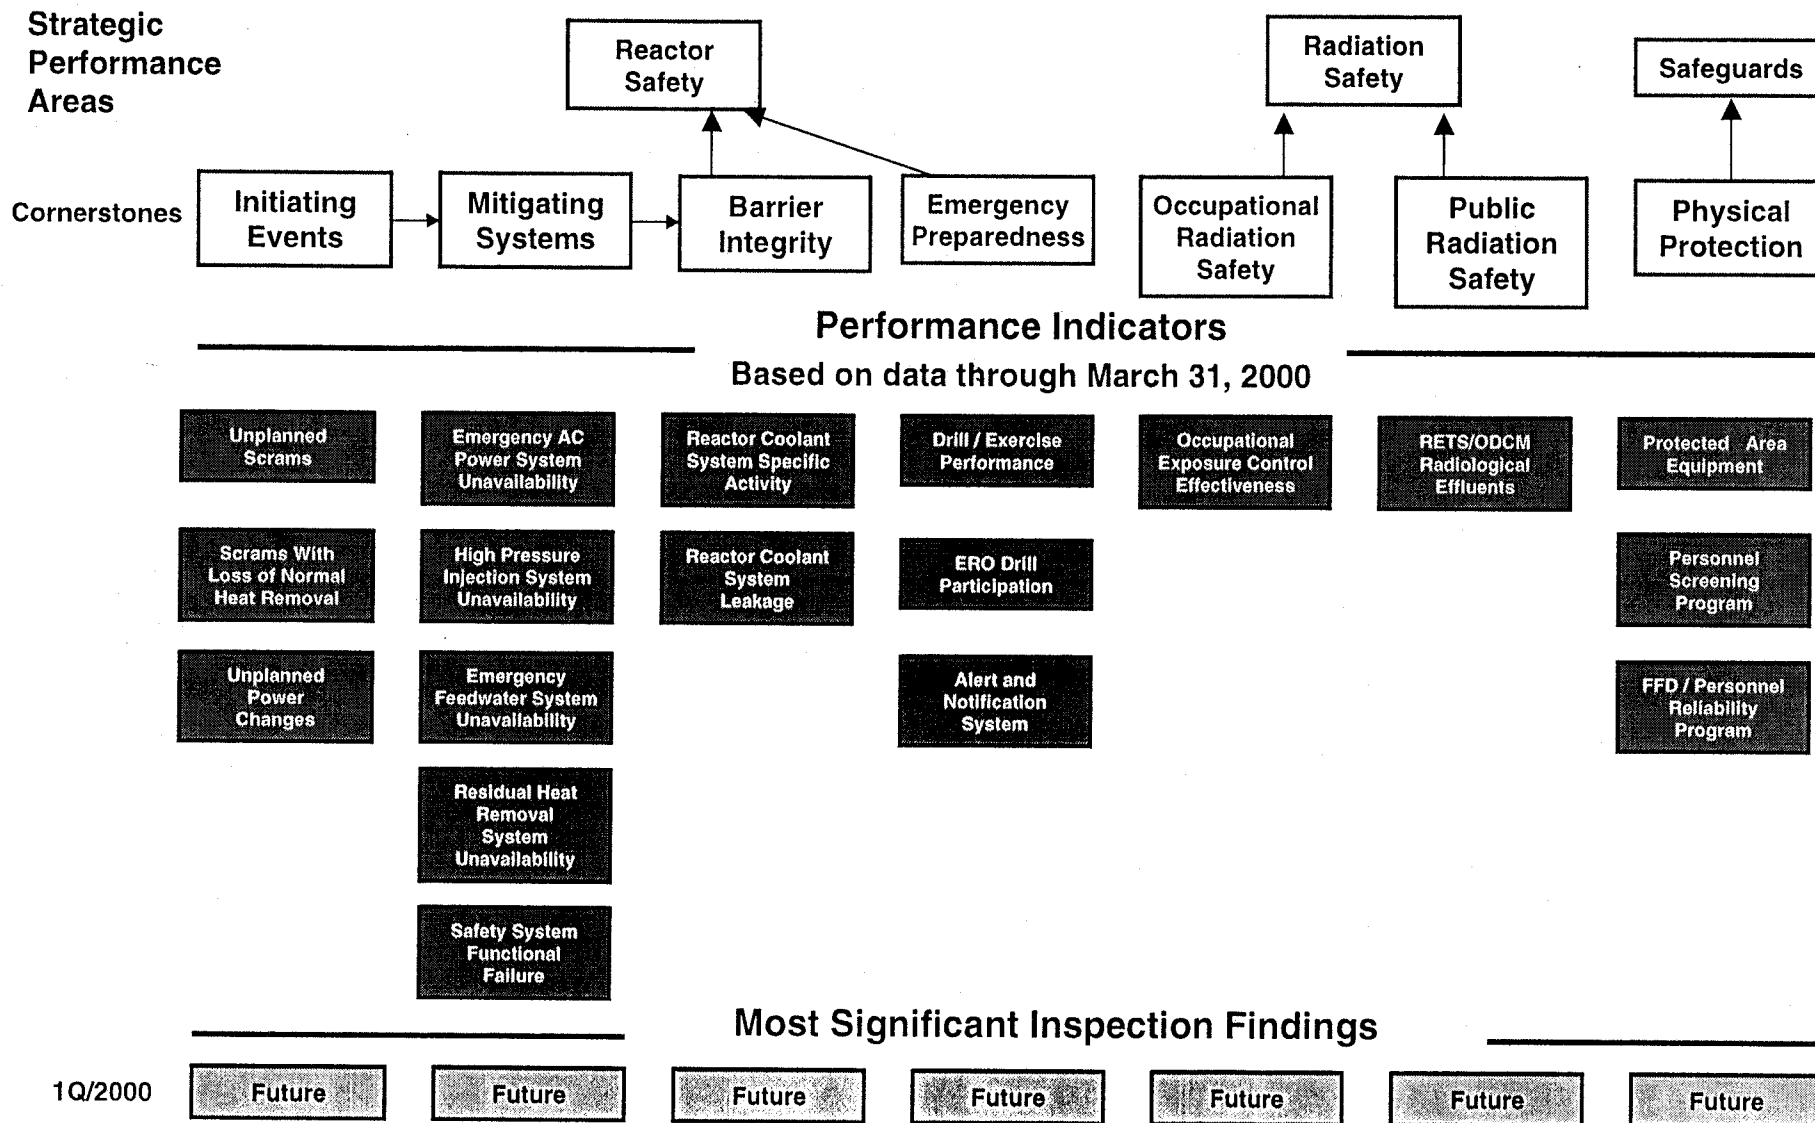 Strategic
Performance
Areas
Reactor
Safety
Radiation
Safety
Safeguards
Cornerstones
Initiating
Events
Mitigating
Systems
Barrier
Integrity
Emergency
Preparedness
Occupational
Radiation
Safety
Public
Radiation
Safety
Physical
Protection
Performance Indicators
Based on data through March 31, 2000
Unplanned
Scrams
Emergency AC
Power System
Unavailability
Reactor Coolant
System Specific
Activity
Drill / Exercise
Performance
Occupational
Exposure Control
Effectiveness
RETS/ODCM
Radiological
Effluents
Protected Area
Equipment
Scrams With
Loss of Normal
Heat Removal
High Pressure
Injection System
Unavailability
Reactor Coolant
System
Leakage
ERO Drill
Participation
Personnel
Screening
Program
Unplanned
Power
Changes
Emergency
Feedwater System
Unavailability
Alert and
Notification
System
FFD / Personnel
Reliability
Program
Residual Heat
Removal
System
Unavailability
Safety System
Functional
Failure
Most Significant Inspection Findings
1Q/2000
Future
Future
Future
Future
Future
Future
Future